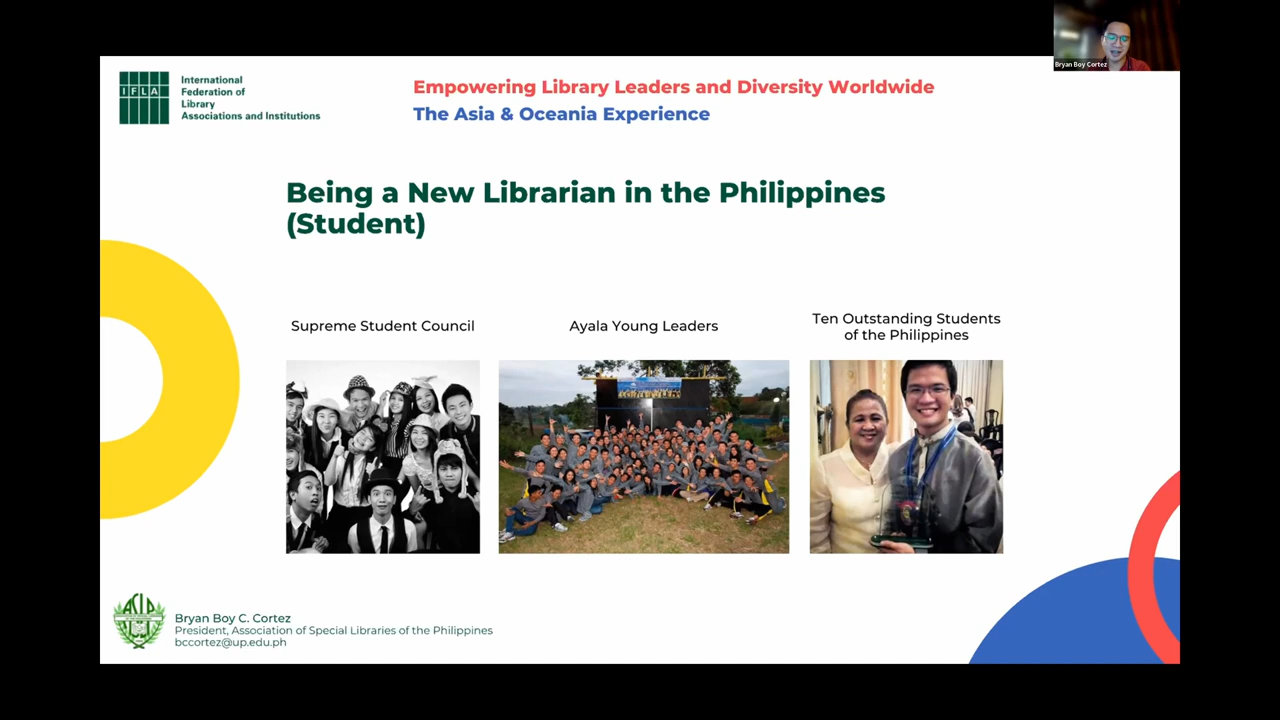 Bryan Boy Cortez
IFLA
International
Federation of
Library
Associations and Institutions
Empowering Library Leaders and Diversity Worldwide
The Asia & Oceania Experience
Being a New Librarian in the Philippines
(Student)
Supreme Student Council
Ayala Young Leaders
Ten Outstanding Students
of the Philippines
ASLP
Bryan Boy C. Cortez
President, Association of Special Libraries of the Philippines
bccortez@up.edu.ph